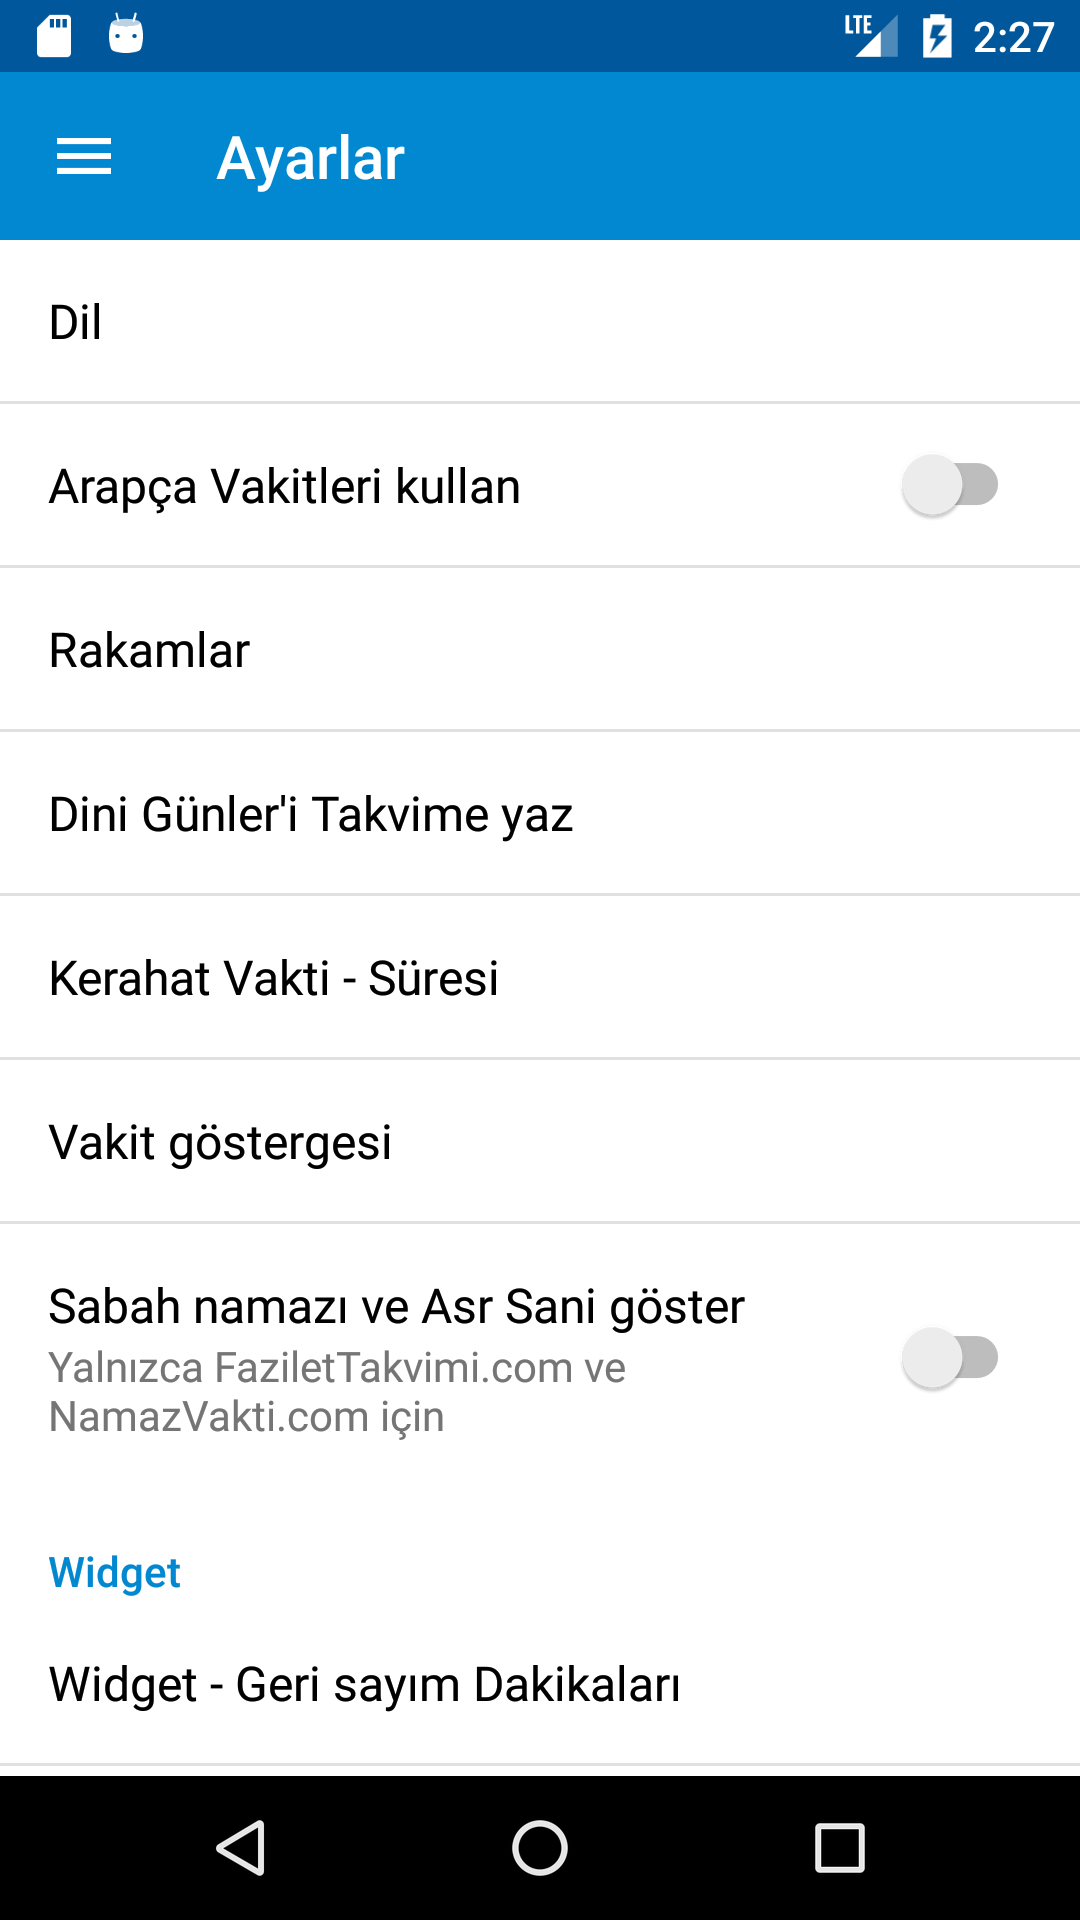 LTE 2:27
Ayarlar
Dil
Arapça Vakitleri kullan
Rakamlar
Dini Günler'i Takvime yaz
Kerahat Vakti - Süresi
Vakit göstergesi
Sabah namazı ve Asr Sani göster
Yalnızca FaziletTakvimi.com ve
NamazVakti.com için
Widget
Widget - Geri sayım Dakikaları